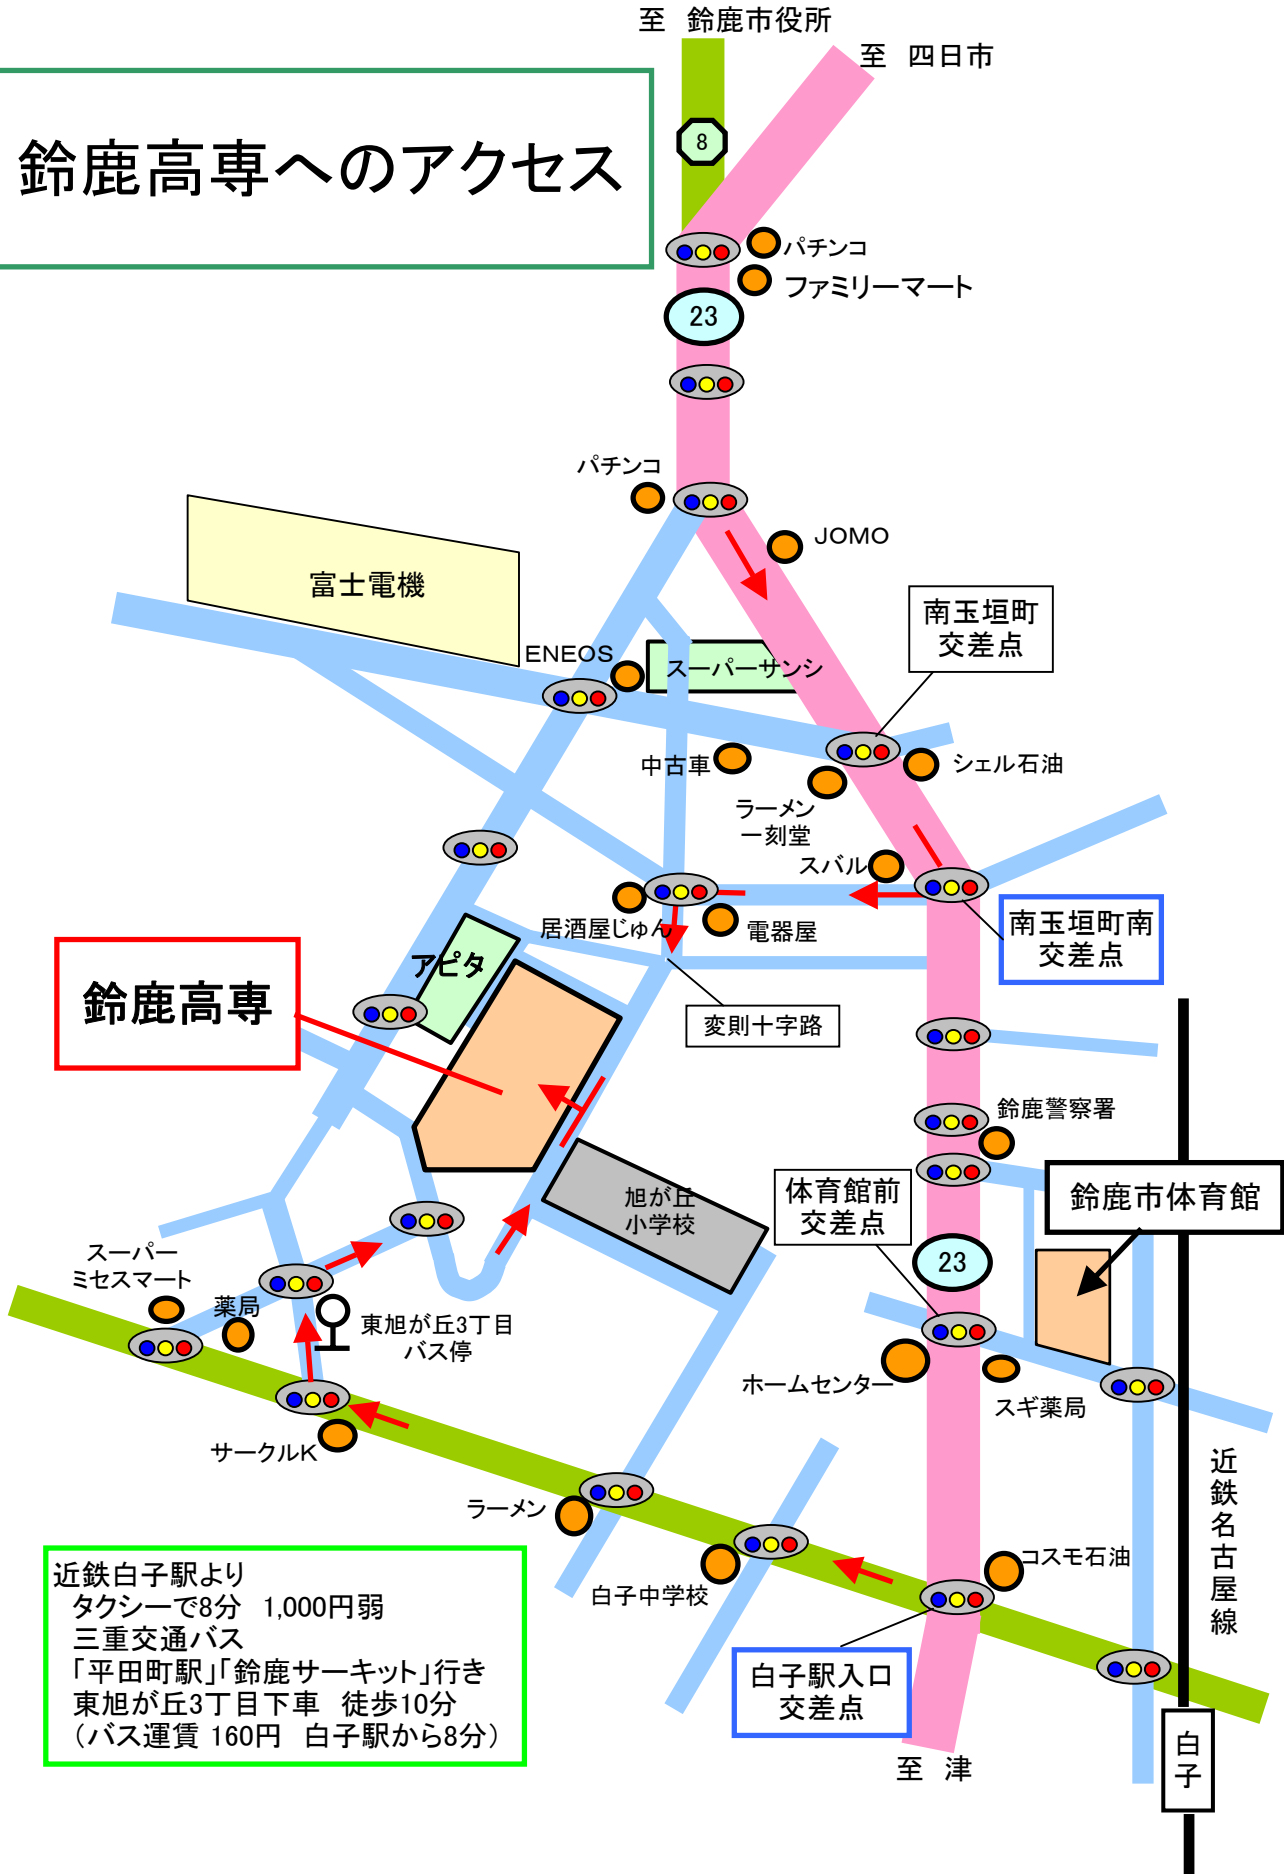 至 鈴鹿市役所
至 四日市
8
鈴鹿高専へのアクセス
パチンコ
ファミリーマート
23
パチンコ
JOMO
富士電機
南玉垣町
交差点
ENEOS
スーパーサンシ
中古車
シェル石油
ラーメン
一刻堂
スバル
居酒屋じゅん
電器屋
南玉垣町南
交差点
アピタ
鈴鹿高専
変則十字路
鈴鹿警察署
体育館前
交差点
鈴鹿市体育館
旭が丘
小学校
23
スーパー
ミセスマート
薬局
東旭が丘3丁目
バス停
ホームセンター
スギ薬局
サークルK
近鉄名古屋線
ラーメン
コスモ石油
白子中学校
近鉄白子駅より
タクシーで8分 1,000円弱
三重交通バス
「平田町駅」「鈴鹿サーキット」行き
東旭が丘3丁目下車 徒歩10分
（バス運賃 160円 白子駅から8分）
白子駅入口
交差点
至 津
白子